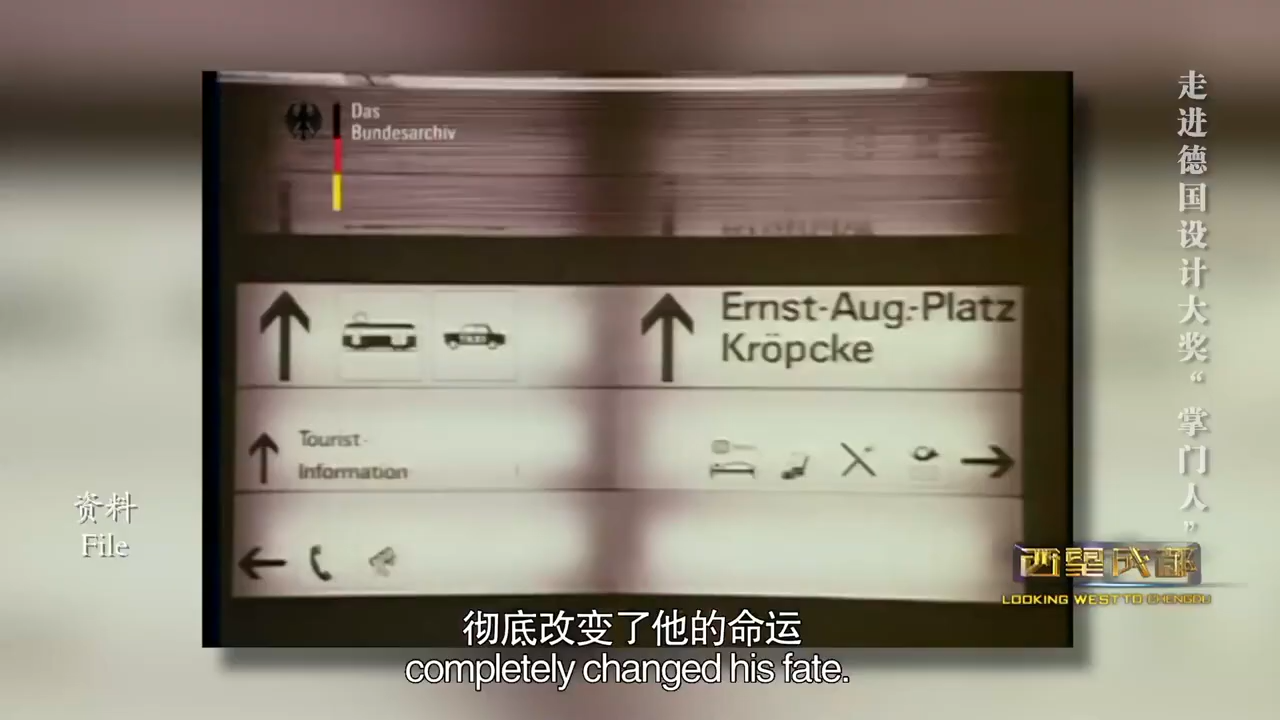 Das
Bundesarchiv
Ernst-Aug.-Platz
Kröpcke
TAXI
Tourist-
Information
走进德国设计大奖“掌门人”
资料
File
西望成都
LOOKING WEST TO CHENGDU
彻底改变了他的命运
completely changed his fate.